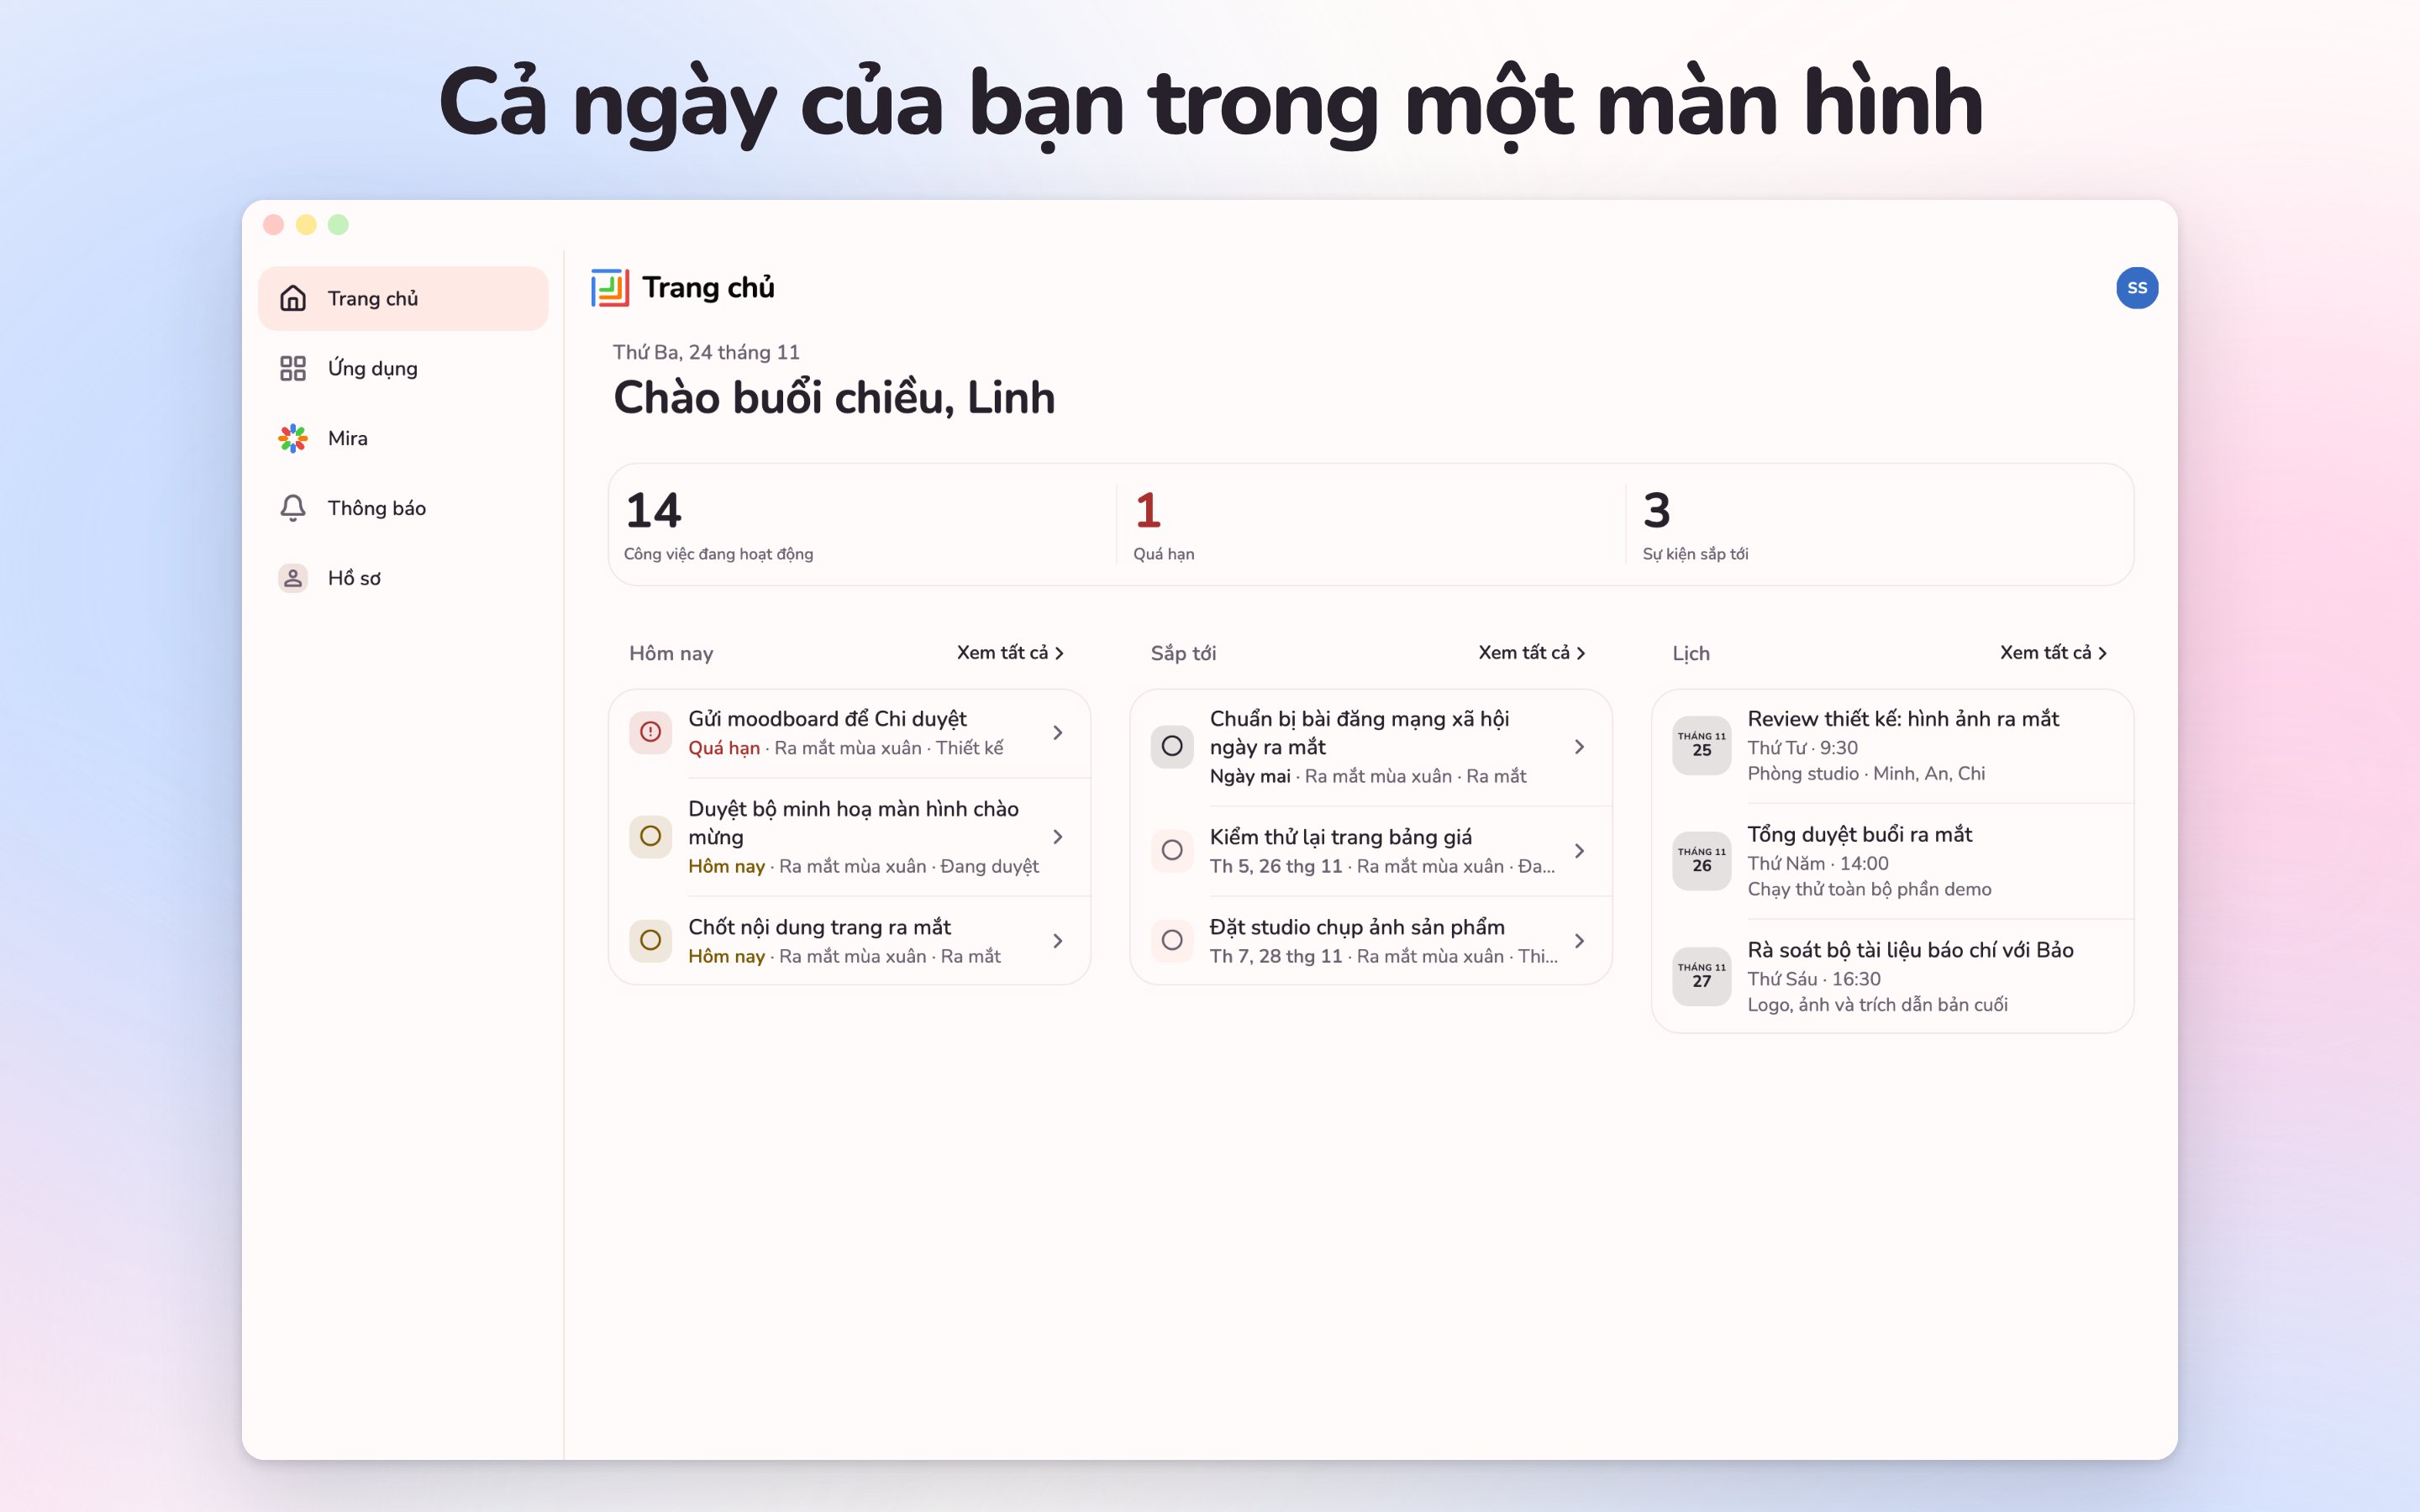 Cả ngày của bạn trong một màn hình
Trang chủ
Ứng dụng
Mira
Thông báo
Hồ sơ
Trang chủ
SS
Thứ Ba, 24 tháng 11
Chào buổi chiều, Linh
14
Công việc đang hoạt động
1
Quá hạn
3
Sự kiện sắp tới
Hôm nay
Xem tất cả
Gửi moodboard để Chi duyệt
Quá hạn · Ra mắt mùa xuân · Thiết kế
Duyệt bộ minh hoạ màn hình chào
mừng
Hôm nay · Ra mắt mùa xuân · Đang duyệt
Chốt nội dung trang ra mắt
Hôm nay · Ra mắt mùa xuân · Ra mắt
Sắp tới
Xem tất cả
Chuẩn bị bài đăng mạng xã hội
ngày ra mắt
Ngày mai · Ra mắt mùa xuân · Ra mắt
Kiểm thử lại trang bảng giá
Th 5, 26 thg 11 · Ra mắt mùa xuân · Đa...
Đặt studio chụp ảnh sản phẩm
Th 7, 28 thg 11 · Ra mắt mùa xuân · Thi...
Lịch
Xem tất cả
THÁNG 11
25
Review thiết kế: hình ảnh ra mắt
Thứ Tư · 9:30
Phòng studio · Minh, An, Chi
THÁNG 11
26
Tổng duyệt buổi ra mắt
Thứ Năm · 14:00
Chạy thử toàn bộ phần demo
THÁNG 11
27
Rà soát bộ tài liệu báo chí với Bảo
Thứ Sáu · 16:30
Logo, ảnh và trích dẫn bản cuối